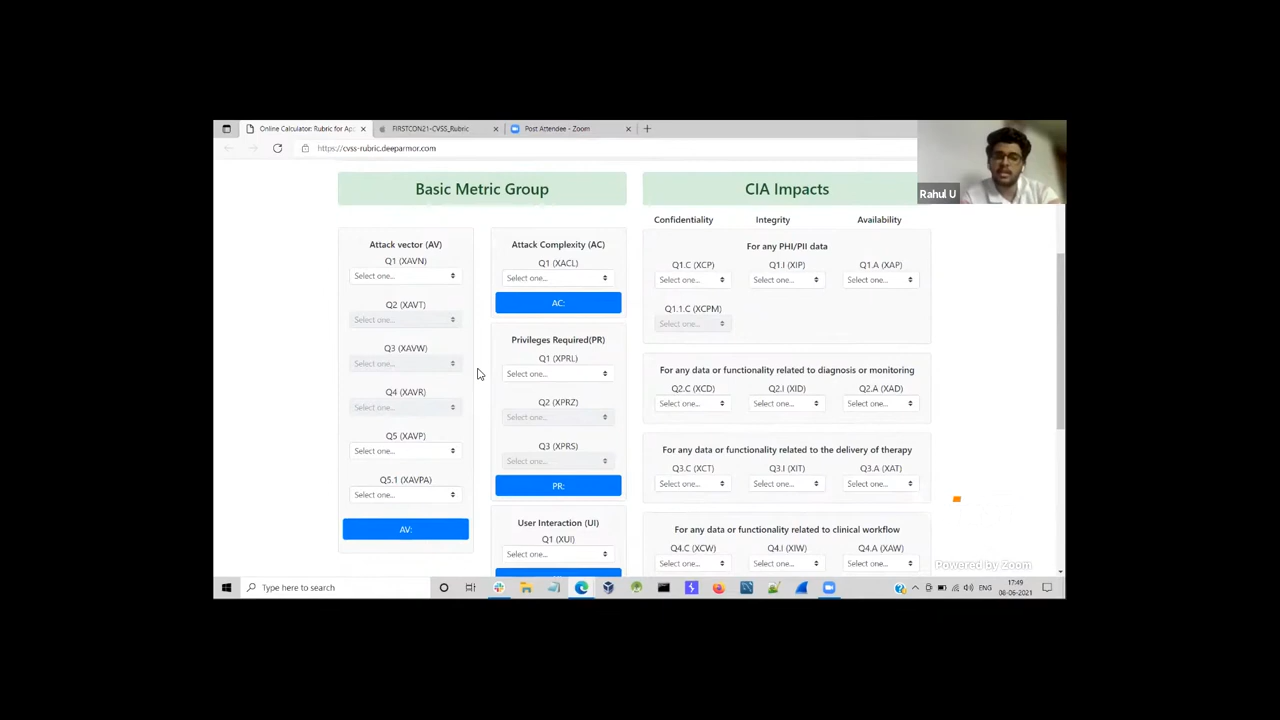 Online Calculator: Rubric for Ap
FIRSTCON21-CVSS_Rubric
Post Attendee - Zoom
https://cvss-rubric.deeparmor.com
Rahul U
Basic Metric Group
Attack vector (AV)
Q1 (XAVN)
Select one...
Q2 (XAVT)
Select one...
Q3 (XAVW)
Select one...
Q4 (XAVR)
Select one...
Q5 (XAVP)
Select one...
Q5.1 (XAVPA)
Select one...
AV:
Attack Complexity (AC)
Q1 (XACL)
Select one...
AC:
Privileges Required(PR)
Q1 (XPRL)
Select one...
Q2 (XPRZ)
Select one...
Q3 (XPRS)
Select one...
PR:
User Interaction (UI)
Q1 (XUI)
Select one...
CIA Impacts
Confidentiality Integrity Availability
For any PHI/PII data
Q1.C (XCP) Q1.I (XIP) Q1.A (XAP)
Select one... Select one... Select one...
Q1.1.C (XCPM)
Select one...
For any data or functionality related to diagnosis or monitoring
Q2.C (XCD) Q2.I (XID) Q2.A (XAD)
Select one... Select one... Select one...
For any data or functionality related to the delivery of therapy
Q3.C (XCT) Q3.I (XIT) Q3.A (XAT)
Select one... Select one... Select one...
For any data or functionality related to clinical workflow
Q4.C (XCW) Q4.I (XIW) Q4.A (XAW)
Select one... Select one... Select one...
Powered by Zoom
Type here to search
ENG
17:49
08-06-2021